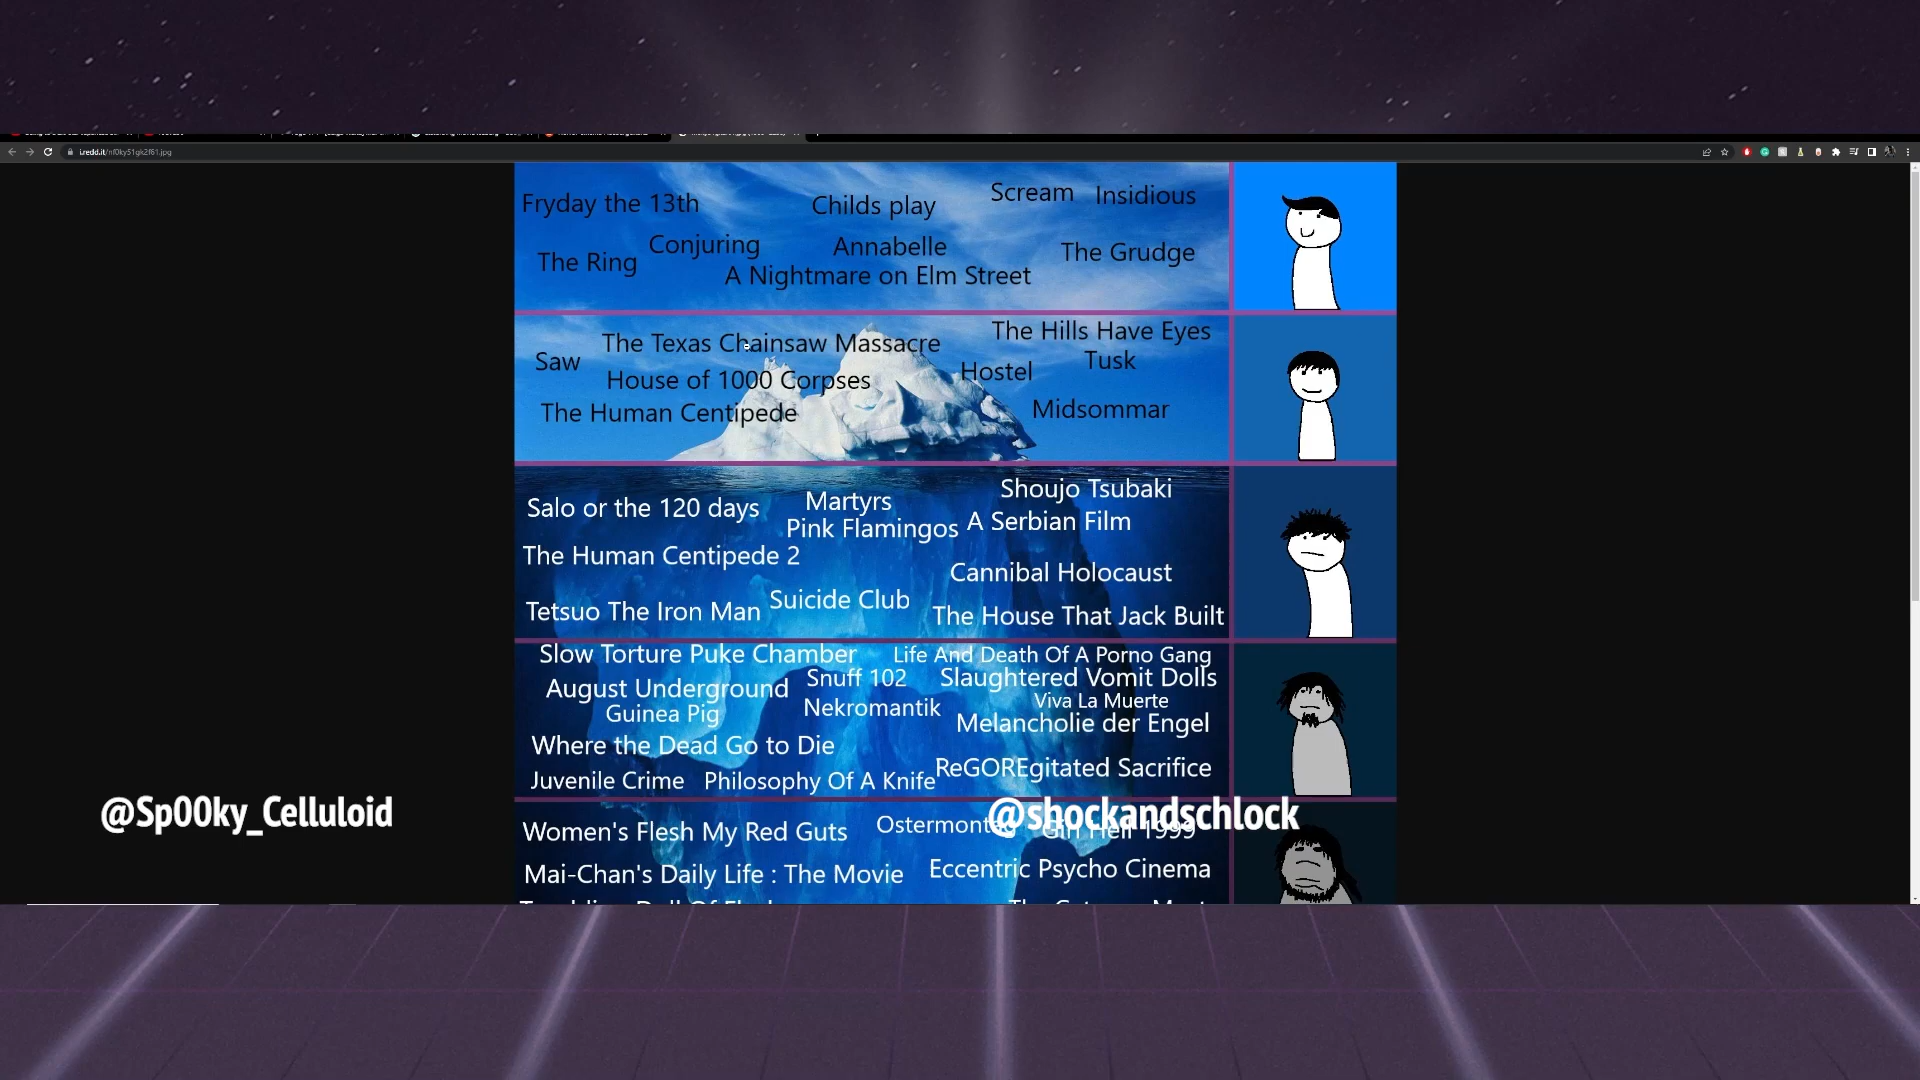 i.redd.it/nf0ky51gk2f61.jpg
Fryday the 13th
Childs play
Scream
Insidious
The Ring
Conjuring
Annabelle
The Grudge
A Nightmare on Elm Street
The Texas Chainsaw Massacre
The Hills Have Eyes
Saw
Tusk
House of 1000 Corpses
Hostel
The Human Centipede
Midsommar
Salo or the 120 days
Martyrs
Shoujo Tsubaki
Pink Flamingos
A Serbian Film
The Human Centipede 2
Cannibal Holocaust
Tetsuo The Iron Man
Suicide Club
The House That Jack Built
Slow Torture Puke Chamber
Life And Death Of A Porno Gang
August Underground
Snuff 102
Slaughtered Vomit Dolls
Guinea Pig
Nekromantik
Viva La Muerte
Melancholie der Engel
Where the Dead Go to Die
Juvenile Crime
Philosophy Of A Knife
ReGOREgitated Sacrifice
@Sp00ky_Celluloid
@shockandschlock
Women's Flesh My Red Guts
1999
Mai-Chan's Daily Life : The Movie
Eccentric Psycho Cinema